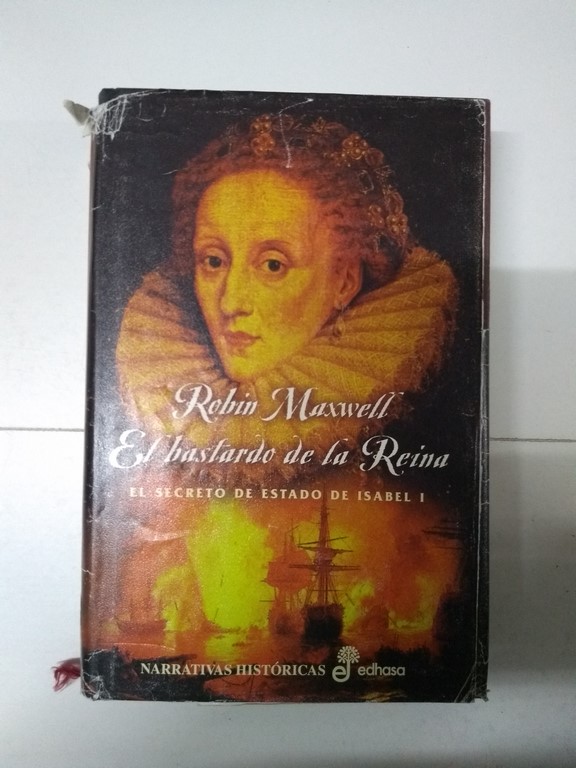 Robin Maxwell
El bastardo de la Reina
EL SECRETO DE ESTADO DE ISABEL I
NARRATIVAS HISTÓRICAS edhasa